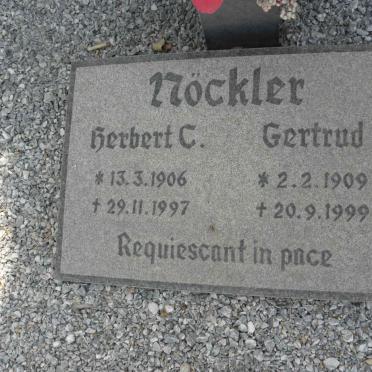 Nöckler
Herbert C. Gertrud
* 13.3.1906 * 2.2.1909
† 29.11.1997 † 20.9.1999
Requiescant in pace